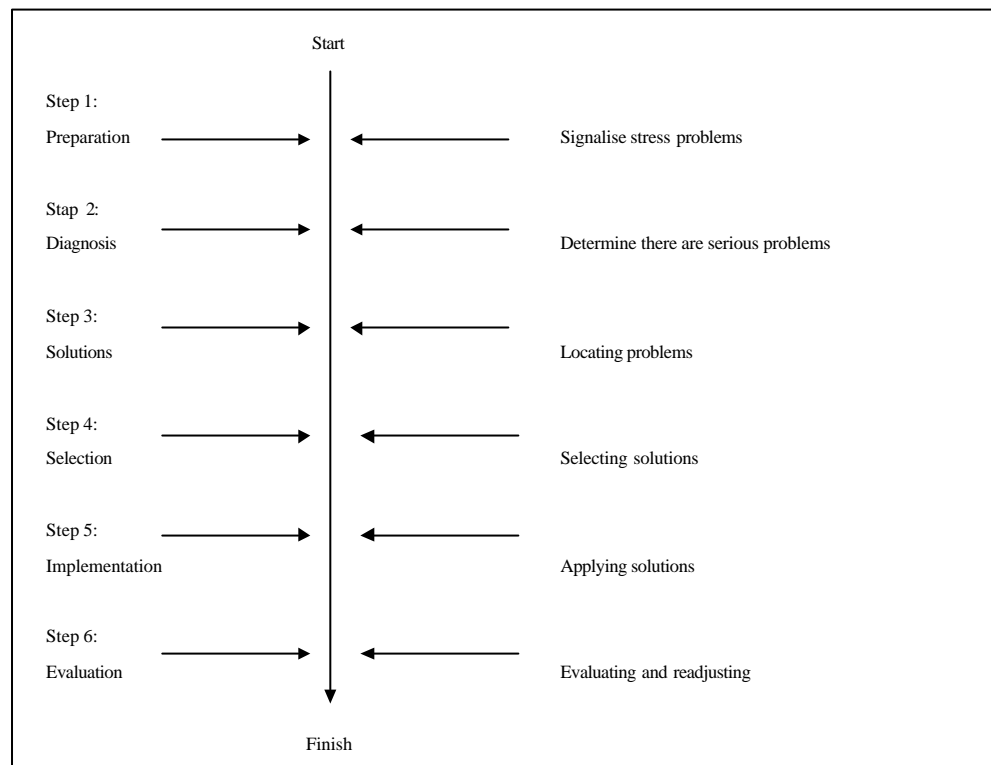 Start
Step 1:
Preparation
Signalise stress problems
Stap 2:
Diagnosis
Determine there are serious problems
Step 3:
Solutions
Locating problems
Step 4:
Selection
Selecting solutions
Step 5:
Implementation
Applying solutions
Step 6:
Evaluation
Evaluating and readjusting
Finish